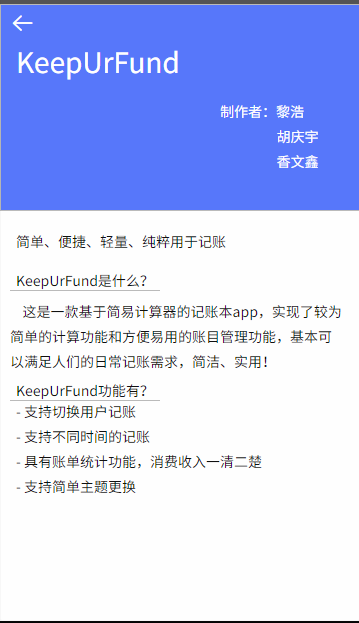 KeepUrFund
制作者：黎浩
胡庆宇
香文鑫
简单、便捷、轻量、纯粹用于记账
KeepUrFund是什么？
这是一款基于简易计算器的记账本app，实现了较为
简单的计算功能和方便易用的账目管理功能，基本可
以满足人们的日常记账需求，简洁、实用！
KeepUrFund功能有？
- 支持切换用户记账
- 支持不同时间的记账
- 具有账单统计功能，消费收入一清二楚
- 支持简单主题更换